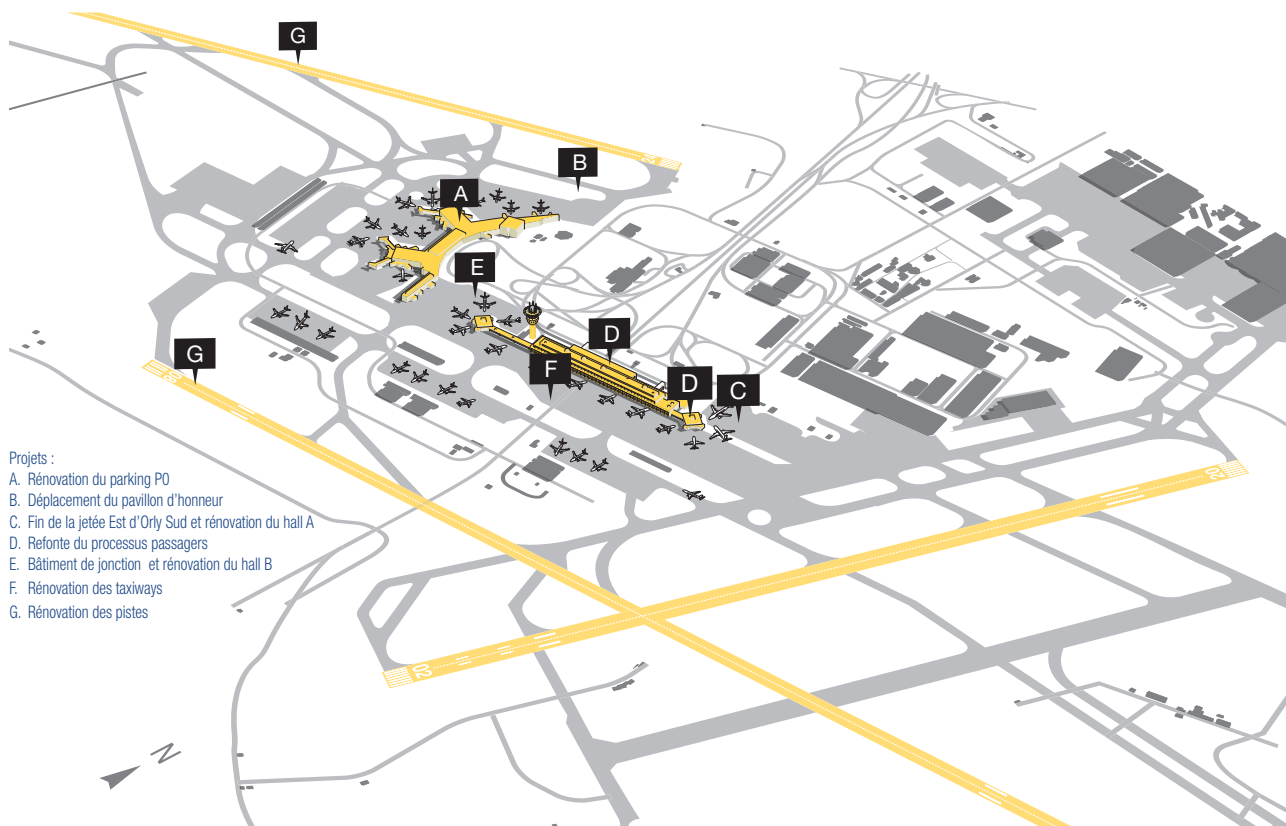 G
B
A
E
D
G
F
D
C
Projets :
A. Rénovation du parking P0
B. Déplacement du pavillon d'honneur
C. Fin de la jetée Est d'Orly Sud et rénovation du hall A
D. Refonte du processus passagers
E. Bâtiment de jonction et rénovation du hall B
F. Rénovation des taxiways
G. Rénovation des pistes
20
02
N